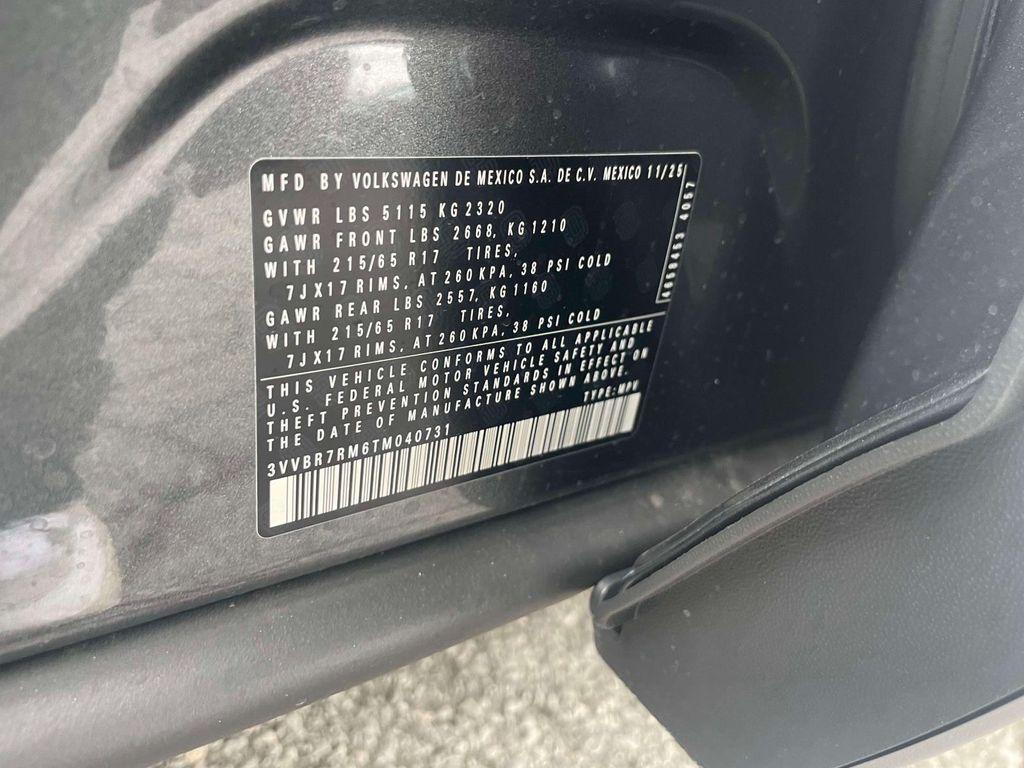 MFD BY VOLKSWAGEN DE MEXICO S.A. DE C.V. MEXICO 11/25
GVWR LBS 5115 KG 2320
GAWR FRONT LBS 2668, KG 1210
WITH 215/65 R17 TIRES,
7JX17 RIMS, AT 260 KPA, 38 PSI COLD
GAWR REAR LBS 2557, KG 1160
WITH 215/65 R17 TIRES,
7JX17 RIMS, AT 260 KPA, 38 PSI COLD
THIS VEHICLE CONFORMS TO ALL APPLICABLE
U.S. FEDERAL MOTOR VEHICLE SAFETY AND
THEFT PREVENTION STANDARDS IN EFFECT ON
THE DATE OF MANUFACTURE SHOWN ABOVE.
TYPE: MPV
3VVBR7RM6TM040731